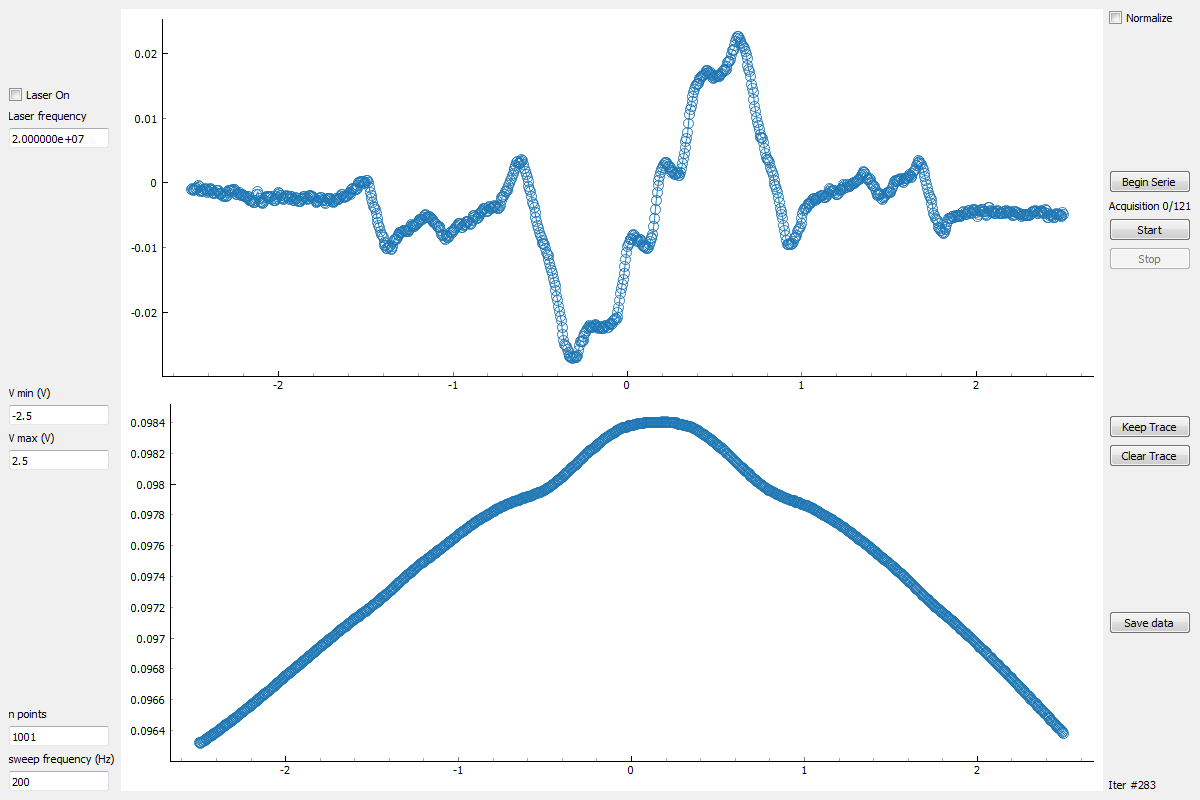 Normalize
Laser On
Laser frequency
2.000000e+07
0.02
0.01
0
-0.01
-0.02
-2
-1
0
1
2
Begin Serie
Acquisition 0/121
Start
Stop
V min (V)
-2.5
V max (V)
2.5
0.0984
0.0982
0.098
0.0978
0.0976
0.0974
0.0972
0.097
0.0968
0.0966
0.0964
-2
-1
0
1
2
Keep Trace
Clear Trace
Save data
n points
1001
sweep frequency (Hz)
200
Iter #283